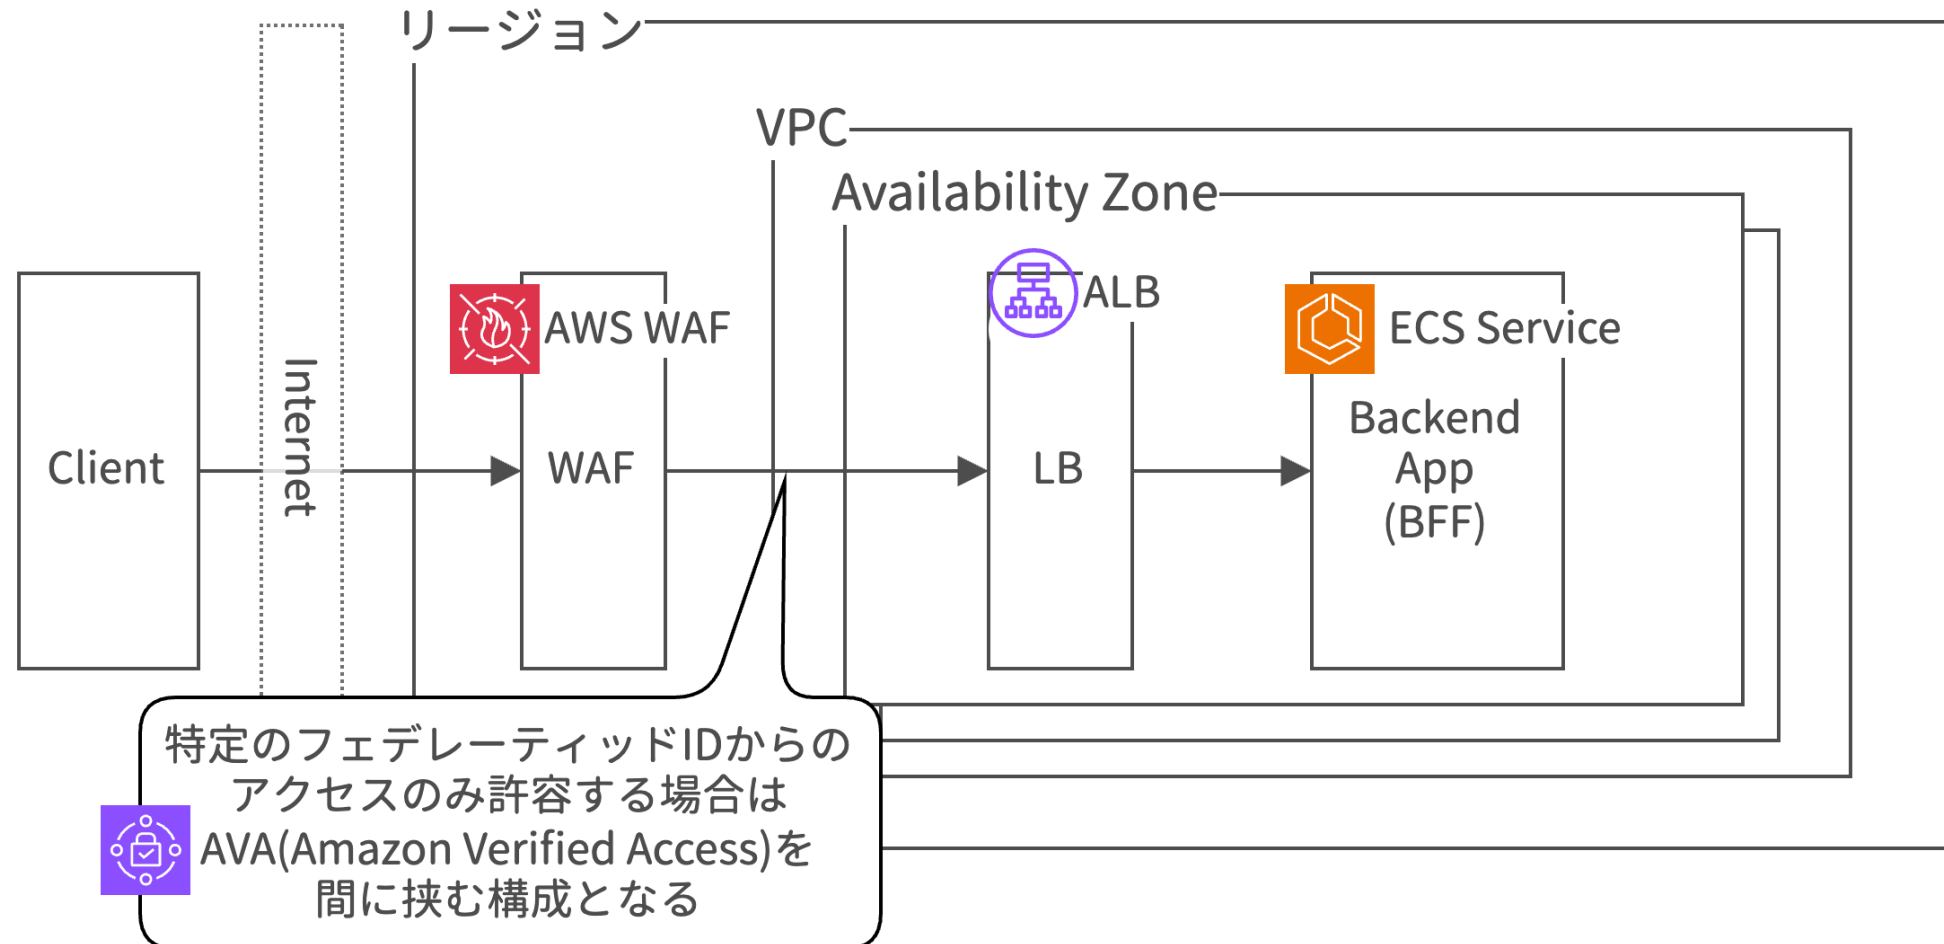 リージョン
VPC
Availability Zone
Internet
Client
AWS WAF
WAF
ALB
LB
ECS Service
Backend
App
(BFF)
特定のフェデレーティッドIDからの
アクセスのみ許容する場合は
AVA(Amazon Verified Access)を
間に挟む構成となる